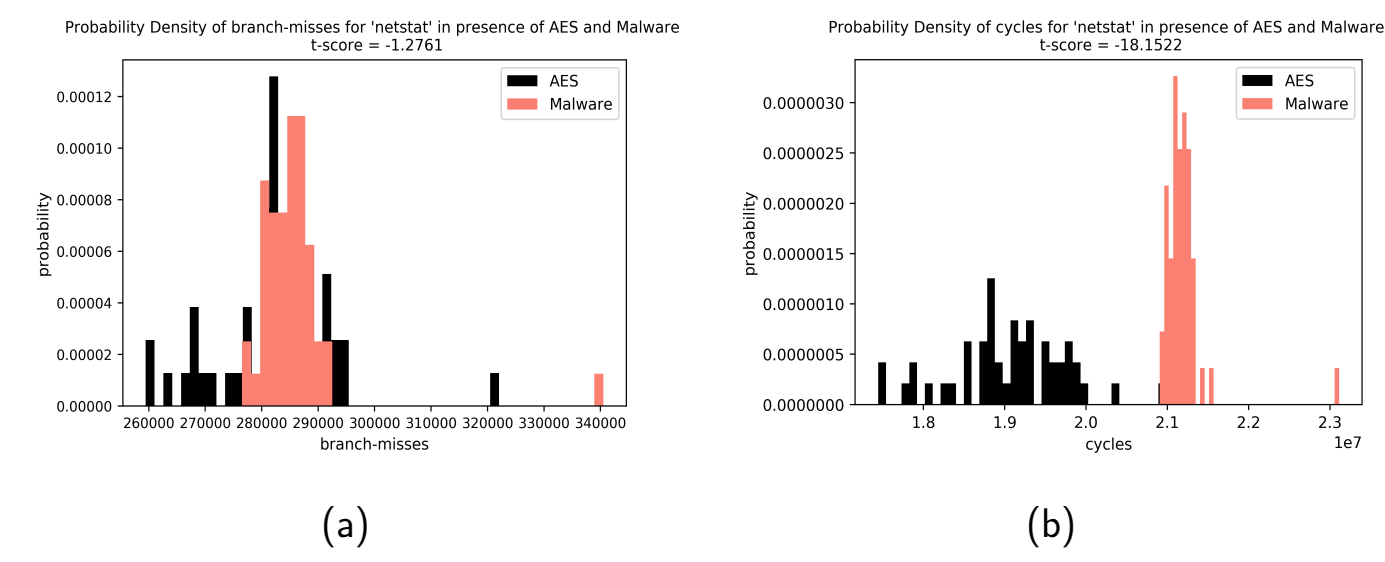 Probability Density of branch-misses for 'netstat' in presence of AES and Malware
t-score = -1.2761
AES
Malware
0.00012
0.00010
0.00008
0.00006
0.00004
0.00002
0.00000
probability
260000 270000 280000 290000 300000 310000 320000 330000 340000
branch-misses
(a)
Probability Density of cycles for 'netstat' in presence of AES and Malware
t-score = -18.1522
AES
Malware
0.0000030
0.0000025
0.0000020
0.0000015
0.0000010
0.0000005
0.0000000
probability
1.8 1.9 2.0 2.1 2.2 2.3
1e7
cycles
(b)